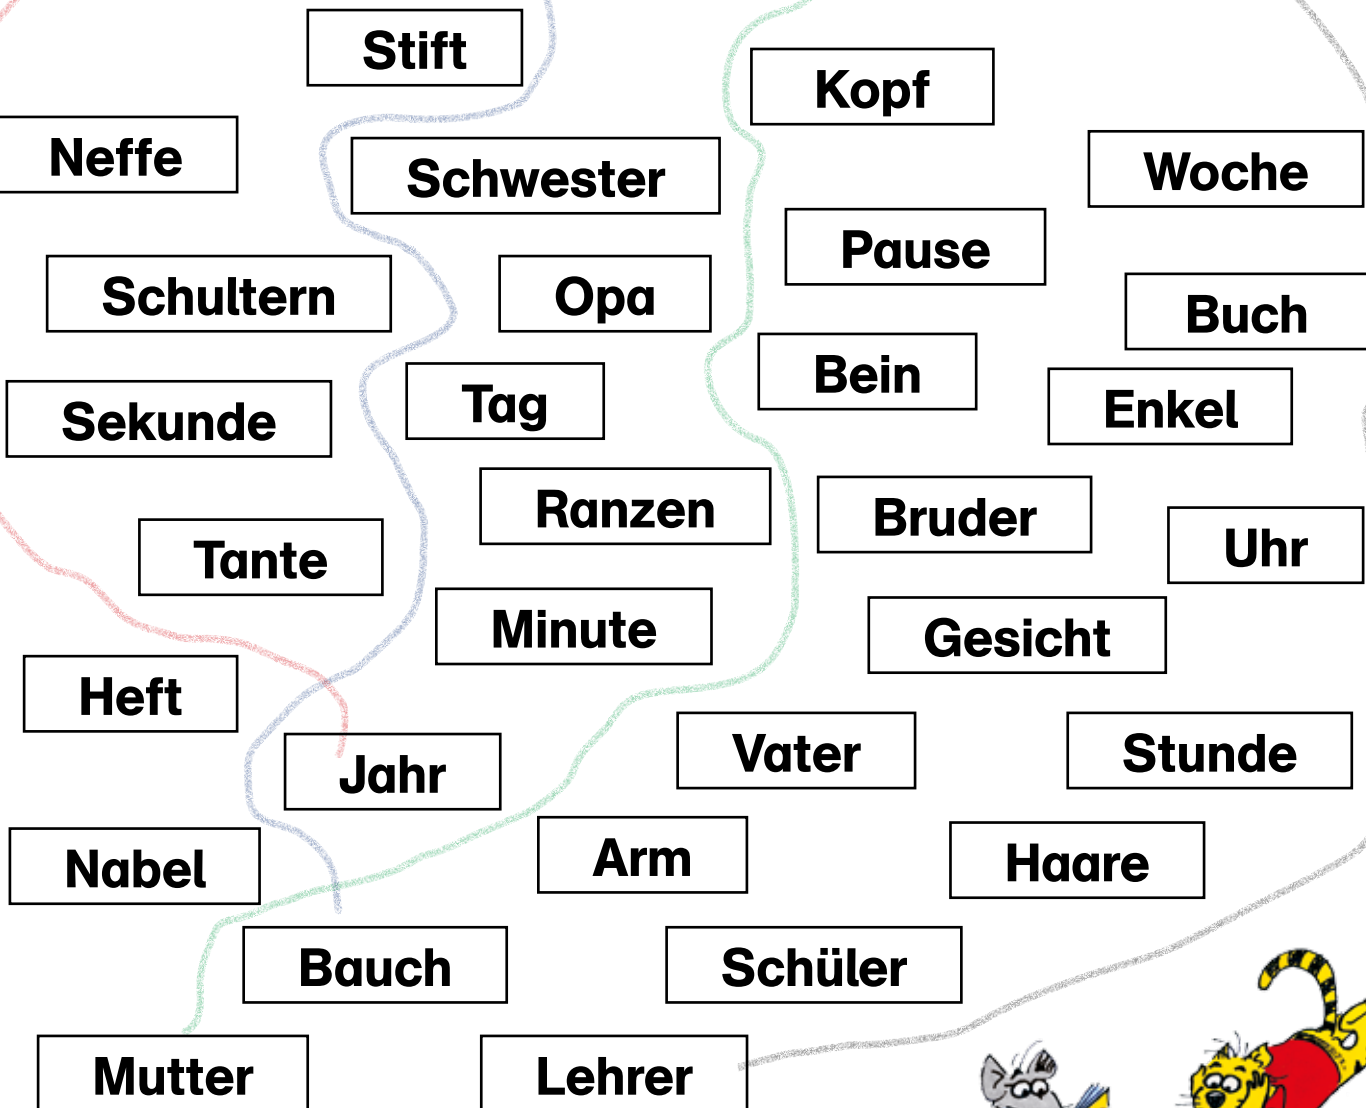 Stift
Kopf
Neffe
Schwester
Woche
Pause
Schultern
Opa
Buch
Bein
Sekunde
Tag
Enkel
Ranzen
Bruder
Tante
Uhr
Minute
Gesicht
Heft
Jahr
Vater
Stunde
Nabel
Arm
Haare
Bauch
Schüler
Mutter
Lehrer